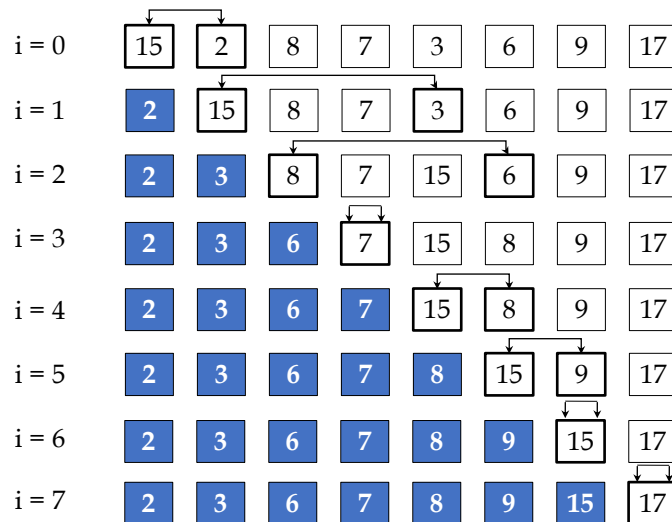 i = 0 15 2 8 7 3 6 9 17
i = 1 2 15 8 7 3 6 9 17
i = 2 2 3 8 7 15 6 9 17
i = 3 2 3 6 7 15 8 9 17
i = 4 2 3 6 7 15 8 9 17
i = 5 2 3 6 7 8 15 9 17
i = 6 2 3 6 7 8 9 15 17
i = 7 2 3 6 7 8 9 15 17